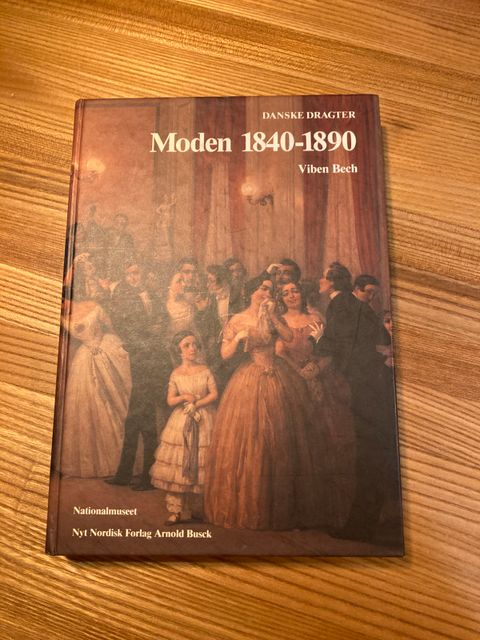 DANSKE DRAGTER
Moden 1840-1890
Viben Bech
Nationalmuseet
Nyt Nordisk Forlag Arnold Busck